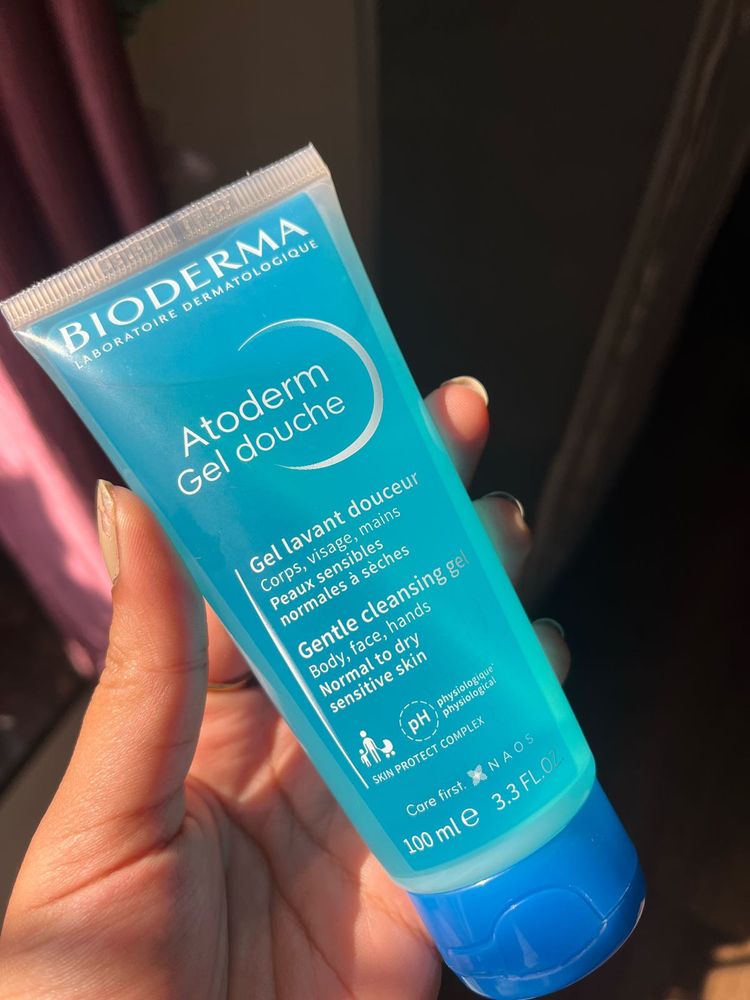 BIODERMA
LABORATOIRE DERMATOLOGIQUE
Atoderm
Gel douche
Gel lavant douceur
Corps, visage, mains
Peaux sensibles
normales à sèches
Gentle cleansing gel
Body, face, hands
Normal to dry
sensitive skin
pH physiologique
physiological
SKIN PROTECT COMPLEX
Care first. NAOS
100 ml e 3.3 FL.OZ.